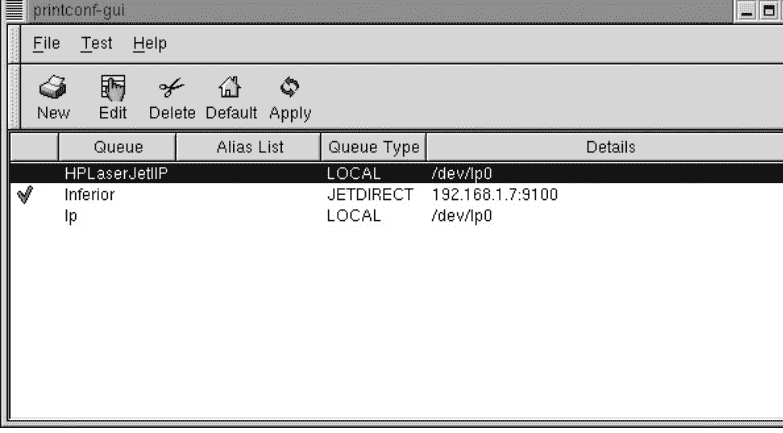 printconf-gui
File Test Help
New Edit Delete Default Apply
Queue Alias List Queue Type Details
HPLaserJetIIP LOCAL /dev/lp0
Inferior JETDIRECT 192.168.1.7:9100
lp LOCAL /dev/lp0